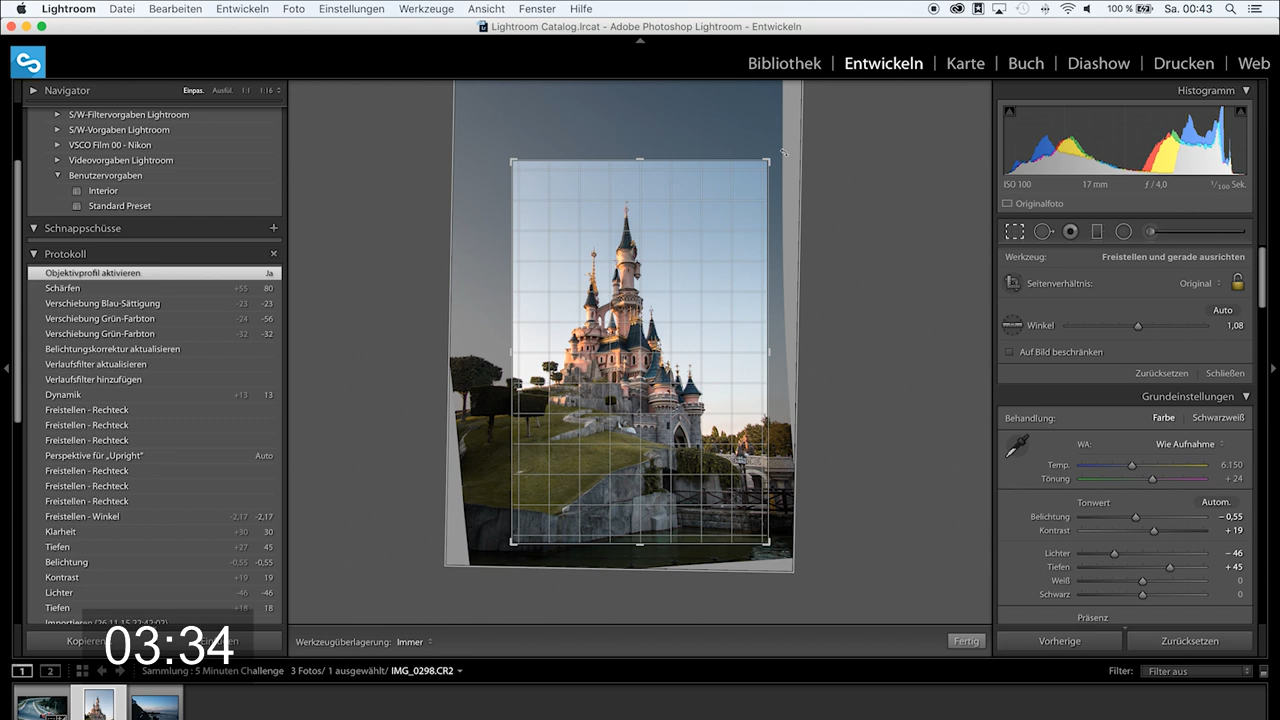 Lightroom Datei Bearbeiten Entwickeln Foto Einstellungen Werkzeuge Ansicht Fenster Hilfe 100 % Sa. 00:43
Lightroom Catalog.lrcat - Adobe Photoshop Lightroom - Entwickeln
Bibliothek Entwickeln Karte Buch Diashow Drucken Web
Navigator Einpas. Ausfül. 1:1 1:16
S/W-Filtervorgaben Lightroom
S/W-Vorgaben Lightroom
VSCO Film 00 - Nikon
Videovorgaben Lightroom
Benutzervorgaben
Interior
Standard Preset
Schnappschüsse +
Protokoll
Objektivprofil aktivieren Ja
Schärfen +55 80
Verschiebung Blau-Sättigung -23 -23
Verschiebung Grün-Farbton -24 -56
Verschiebung Grün-Farbton -32 -32
Belichtungskorrektur aktualisieren
Verlaufsfilter aktualisieren
Verlaufsfilter hinzufügen
Dynamik +13 13
Freistellen - Rechteck
Freistellen - Rechteck
Freistellen - Rechteck
Perspektive für „Upright" Auto
Freistellen - Rechteck
Freistellen - Rechteck
Freistellen - Rechteck
Freistellen - Winkel -2,17 -2,17
Klarheit +30 30
Tiefen +27 45
Belichtung -0,55 -0,55
Kontrast +19 19
Lichter -46 -46
Tiefen +18 18
03:34
Werkzeugüberlagerung: Immer
Fertig
Histogramm
ISO 100 17 mm ƒ / 4,0 1/100 Sek.
Originalfoto
Werkzeug: Freistellen und gerade ausrichten
Seitenverhältnis: Original
Auto
Winkel 1,08
Auf Bild beschränken
Zurücksetzen Schließen
Grundeinstellungen
Behandlung: Farbe Schwarzweiß
WA: Wie Aufnahme
Temp. 6.150
Tönung + 24
Tonwert Autom.
Belichtung – 0,55
Kontrast + 19
Lichter – 46
Tiefen + 45
Weiß 0
Schwarz 0
Präsenz
Vorherige Zurücksetzen
1 2 Sammlung : 5 Minuten Challenge 3 Fotos/ 1 ausgewählt/ IMG_0298.CR2
Filter: Filter aus